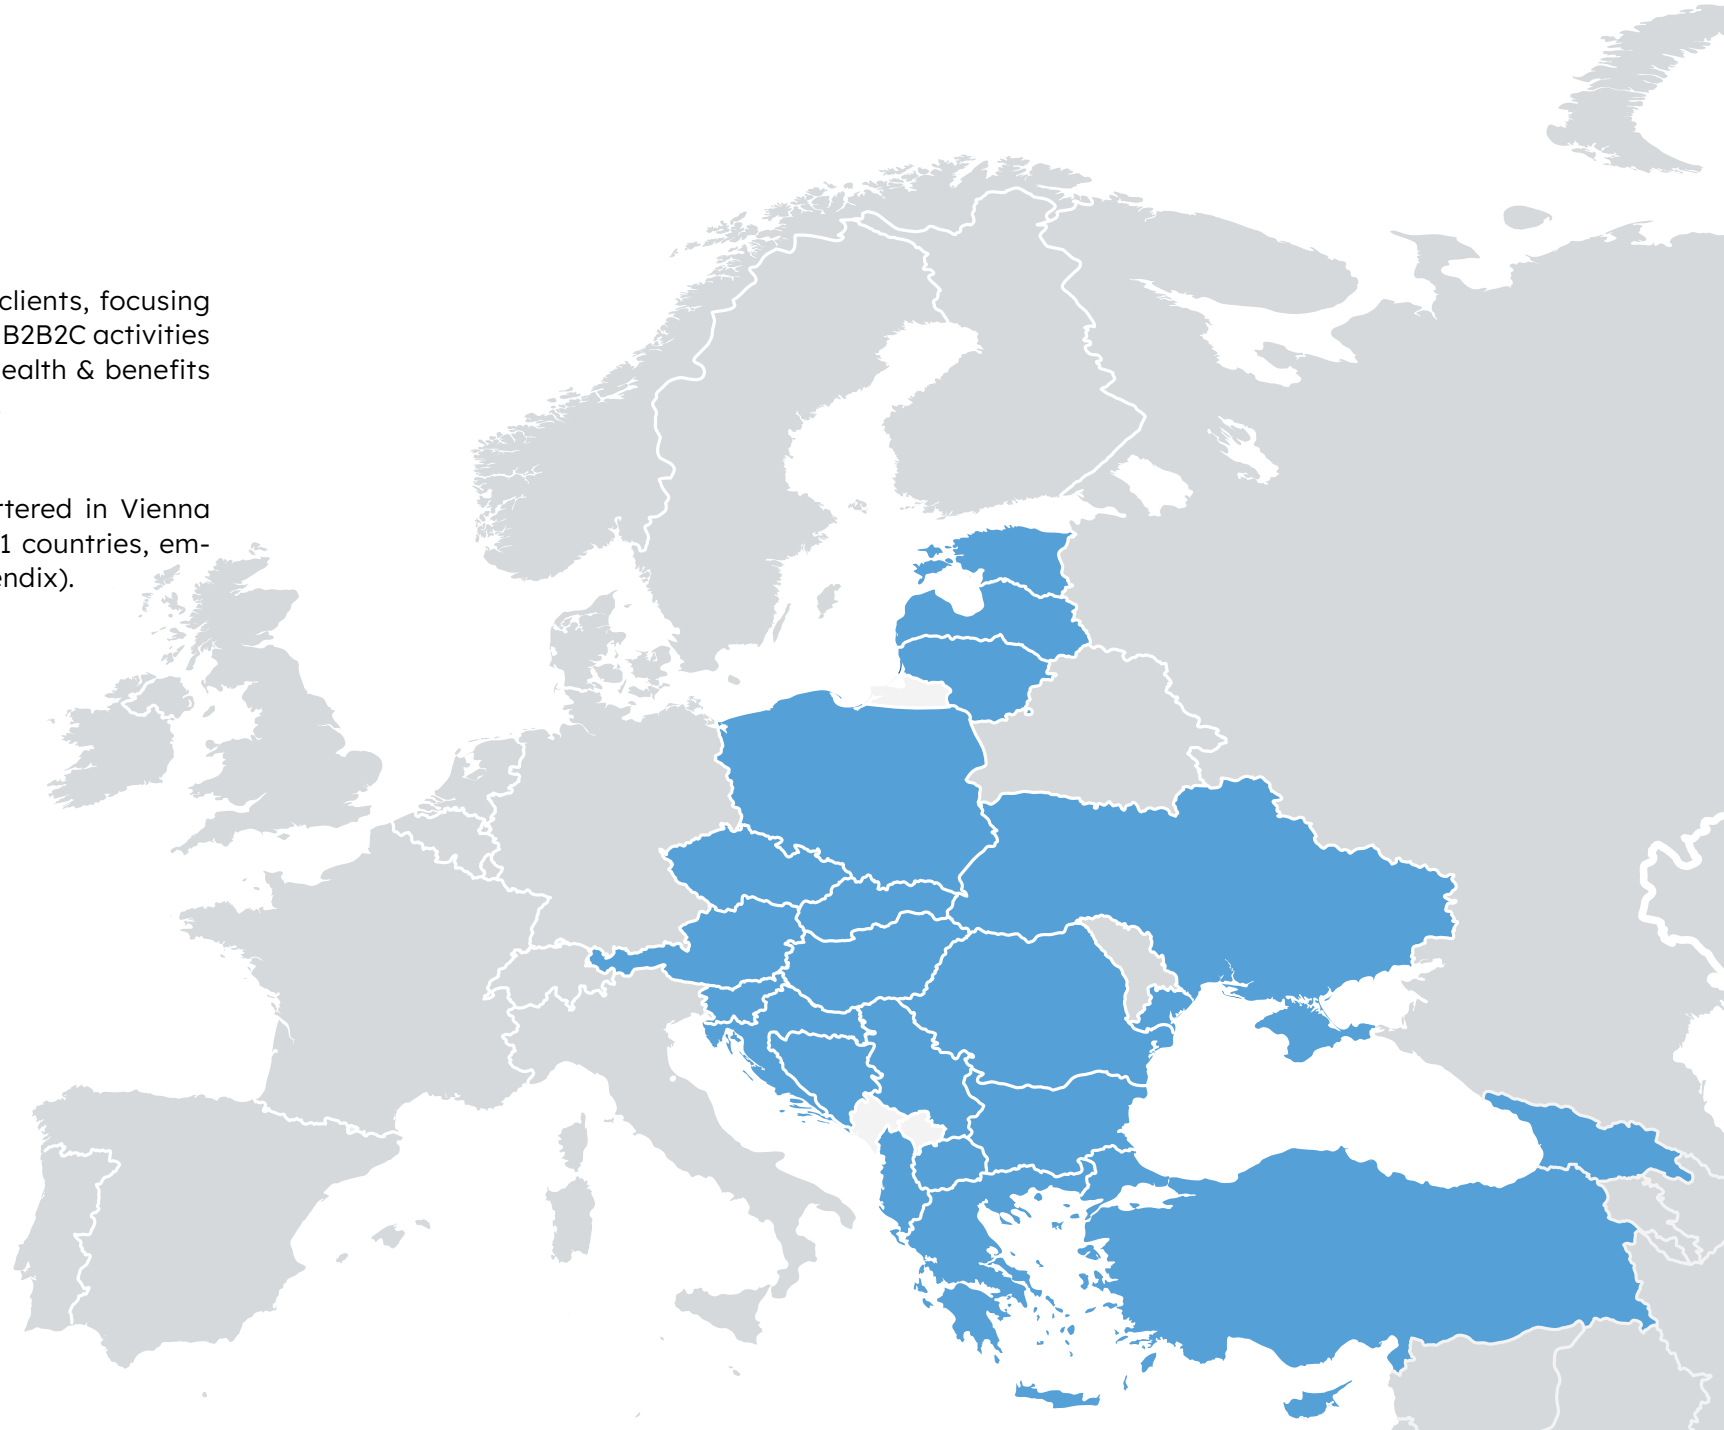 clients, focusing
B2B2C activities
ealth & benefits
rtered in Vienna
1 countries, em-
endix).